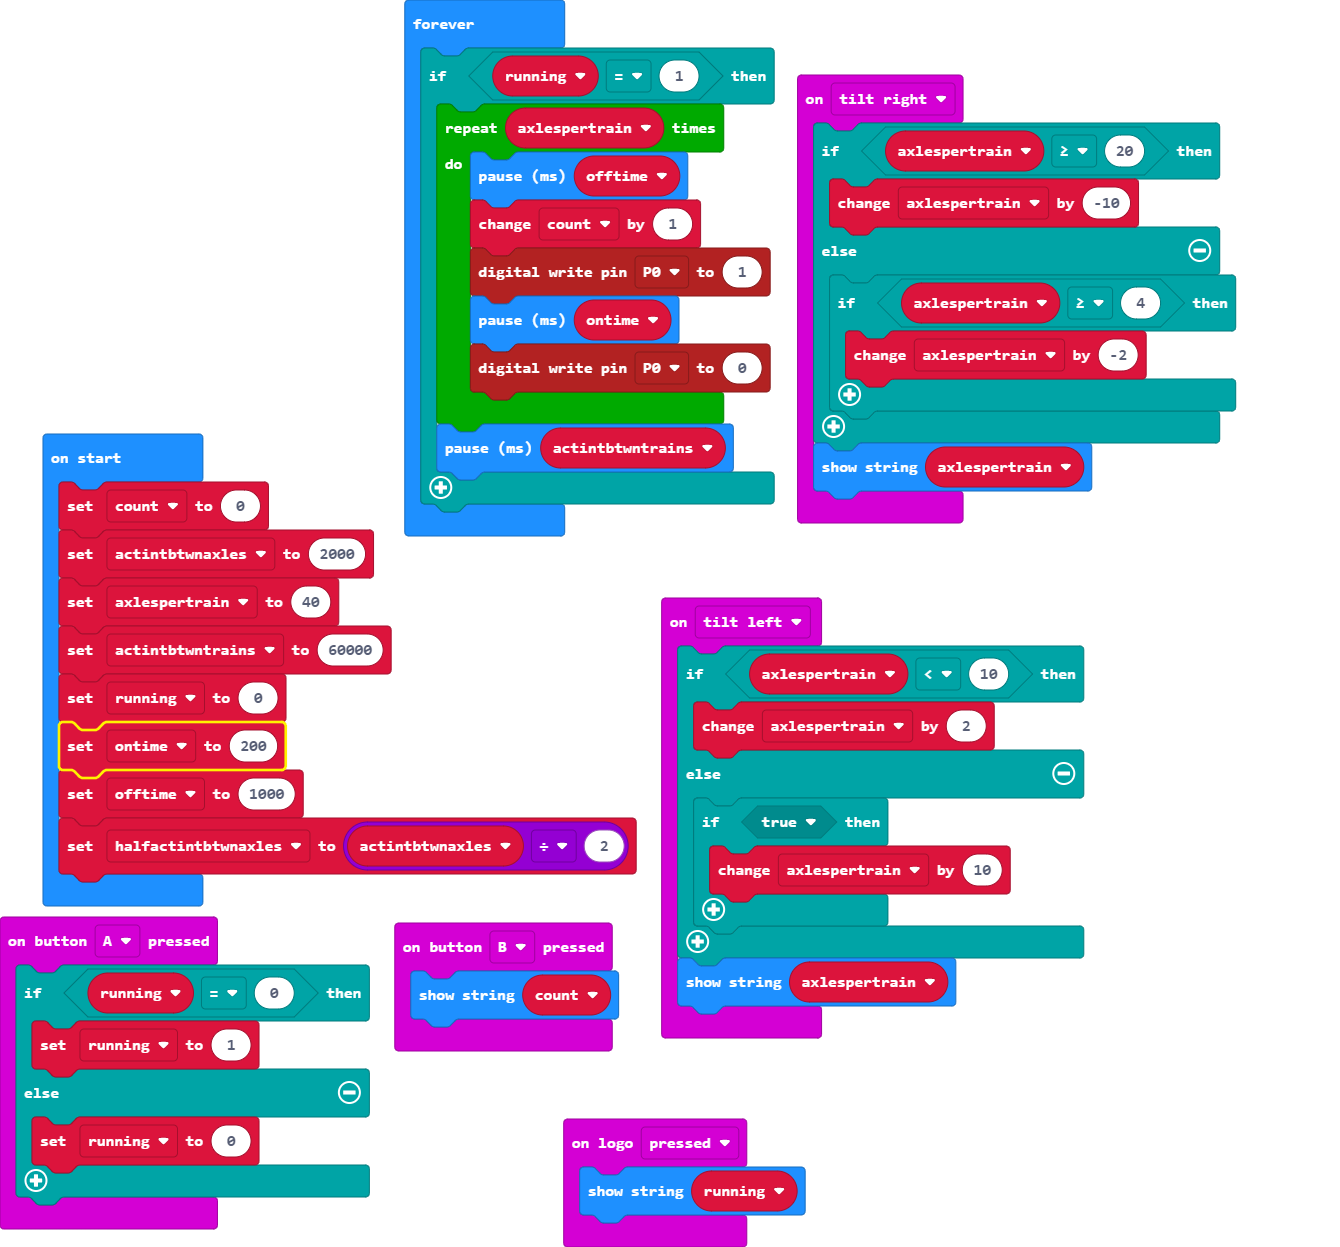 forever
if running = 1 then
repeat axlespertrain times
do
pause (ms) offtime
change count by 1
digital write pin P0 to 1
pause (ms) ontime
digital write pin P0 to 0
pause (ms) actintbtwntrains
on tilt right
if axlespertrain ≥ 20 then
change axlespertrain by -10
else
if axlespertrain ≥ 4 then
change axlespertrain by -2
show string axlespertrain
on start
set count to 0
set actintbtwnaxles to 2000
set axlespertrain to 40
set actintbtwntrains to 60000
set running to 0
set ontime to 200
set offtime to 1000
set halfactintbtwnaxles to actintbtwnaxles ÷ 2
on tilt left
if axlespertrain < 10 then
change axlespertrain by 2
else
if true then
change axlespertrain by 10
show string axlespertrain
on button A pressed
if running = 0 then
set running to 1
else
set running to 0
on button B pressed
show string count
on logo pressed
show string running